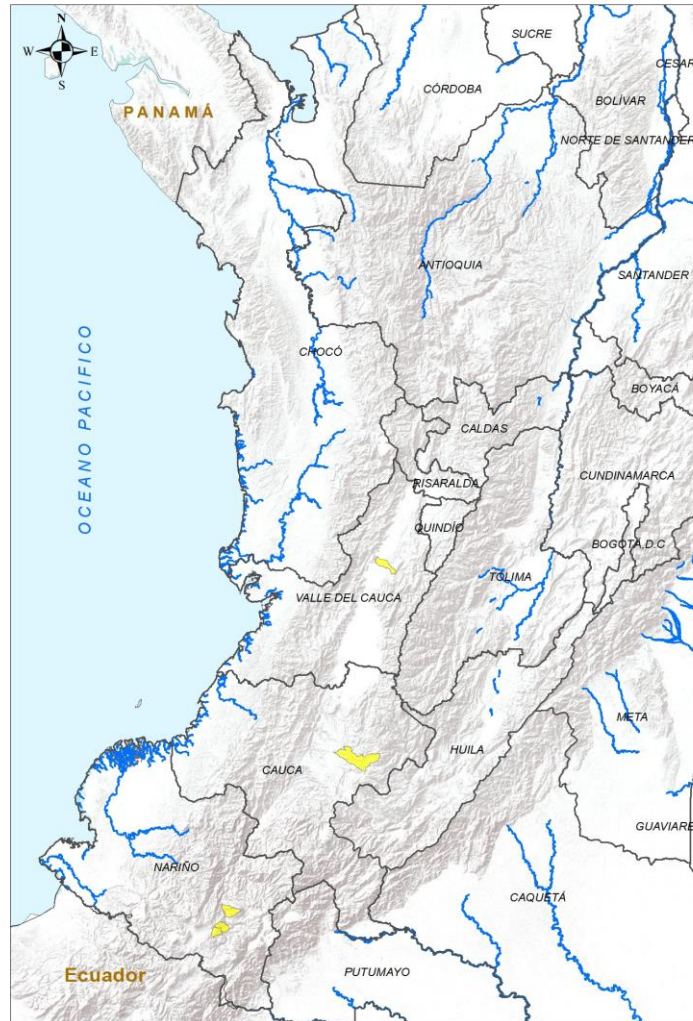 N
W E
S
SUCRE
CESAR
CÓRDOBA
BOLÍVAR
PANAMÁ
NORTE DE SANTANDER
ANTIOQUIA
SANTANDER
OCEANO PACIFICO
CHOCÓ
BOYACÁ
CALDAS
CUNDINAMARCA
RISARALDA
QUINDÍO
BOGOTÁ D.C
TOLIMA
VALLE DEL CAUCA
META
HUILA
CAUCA
GUAVIARE
NARIÑO
CAQUETÁ
Ecuador
PUTUMAYO